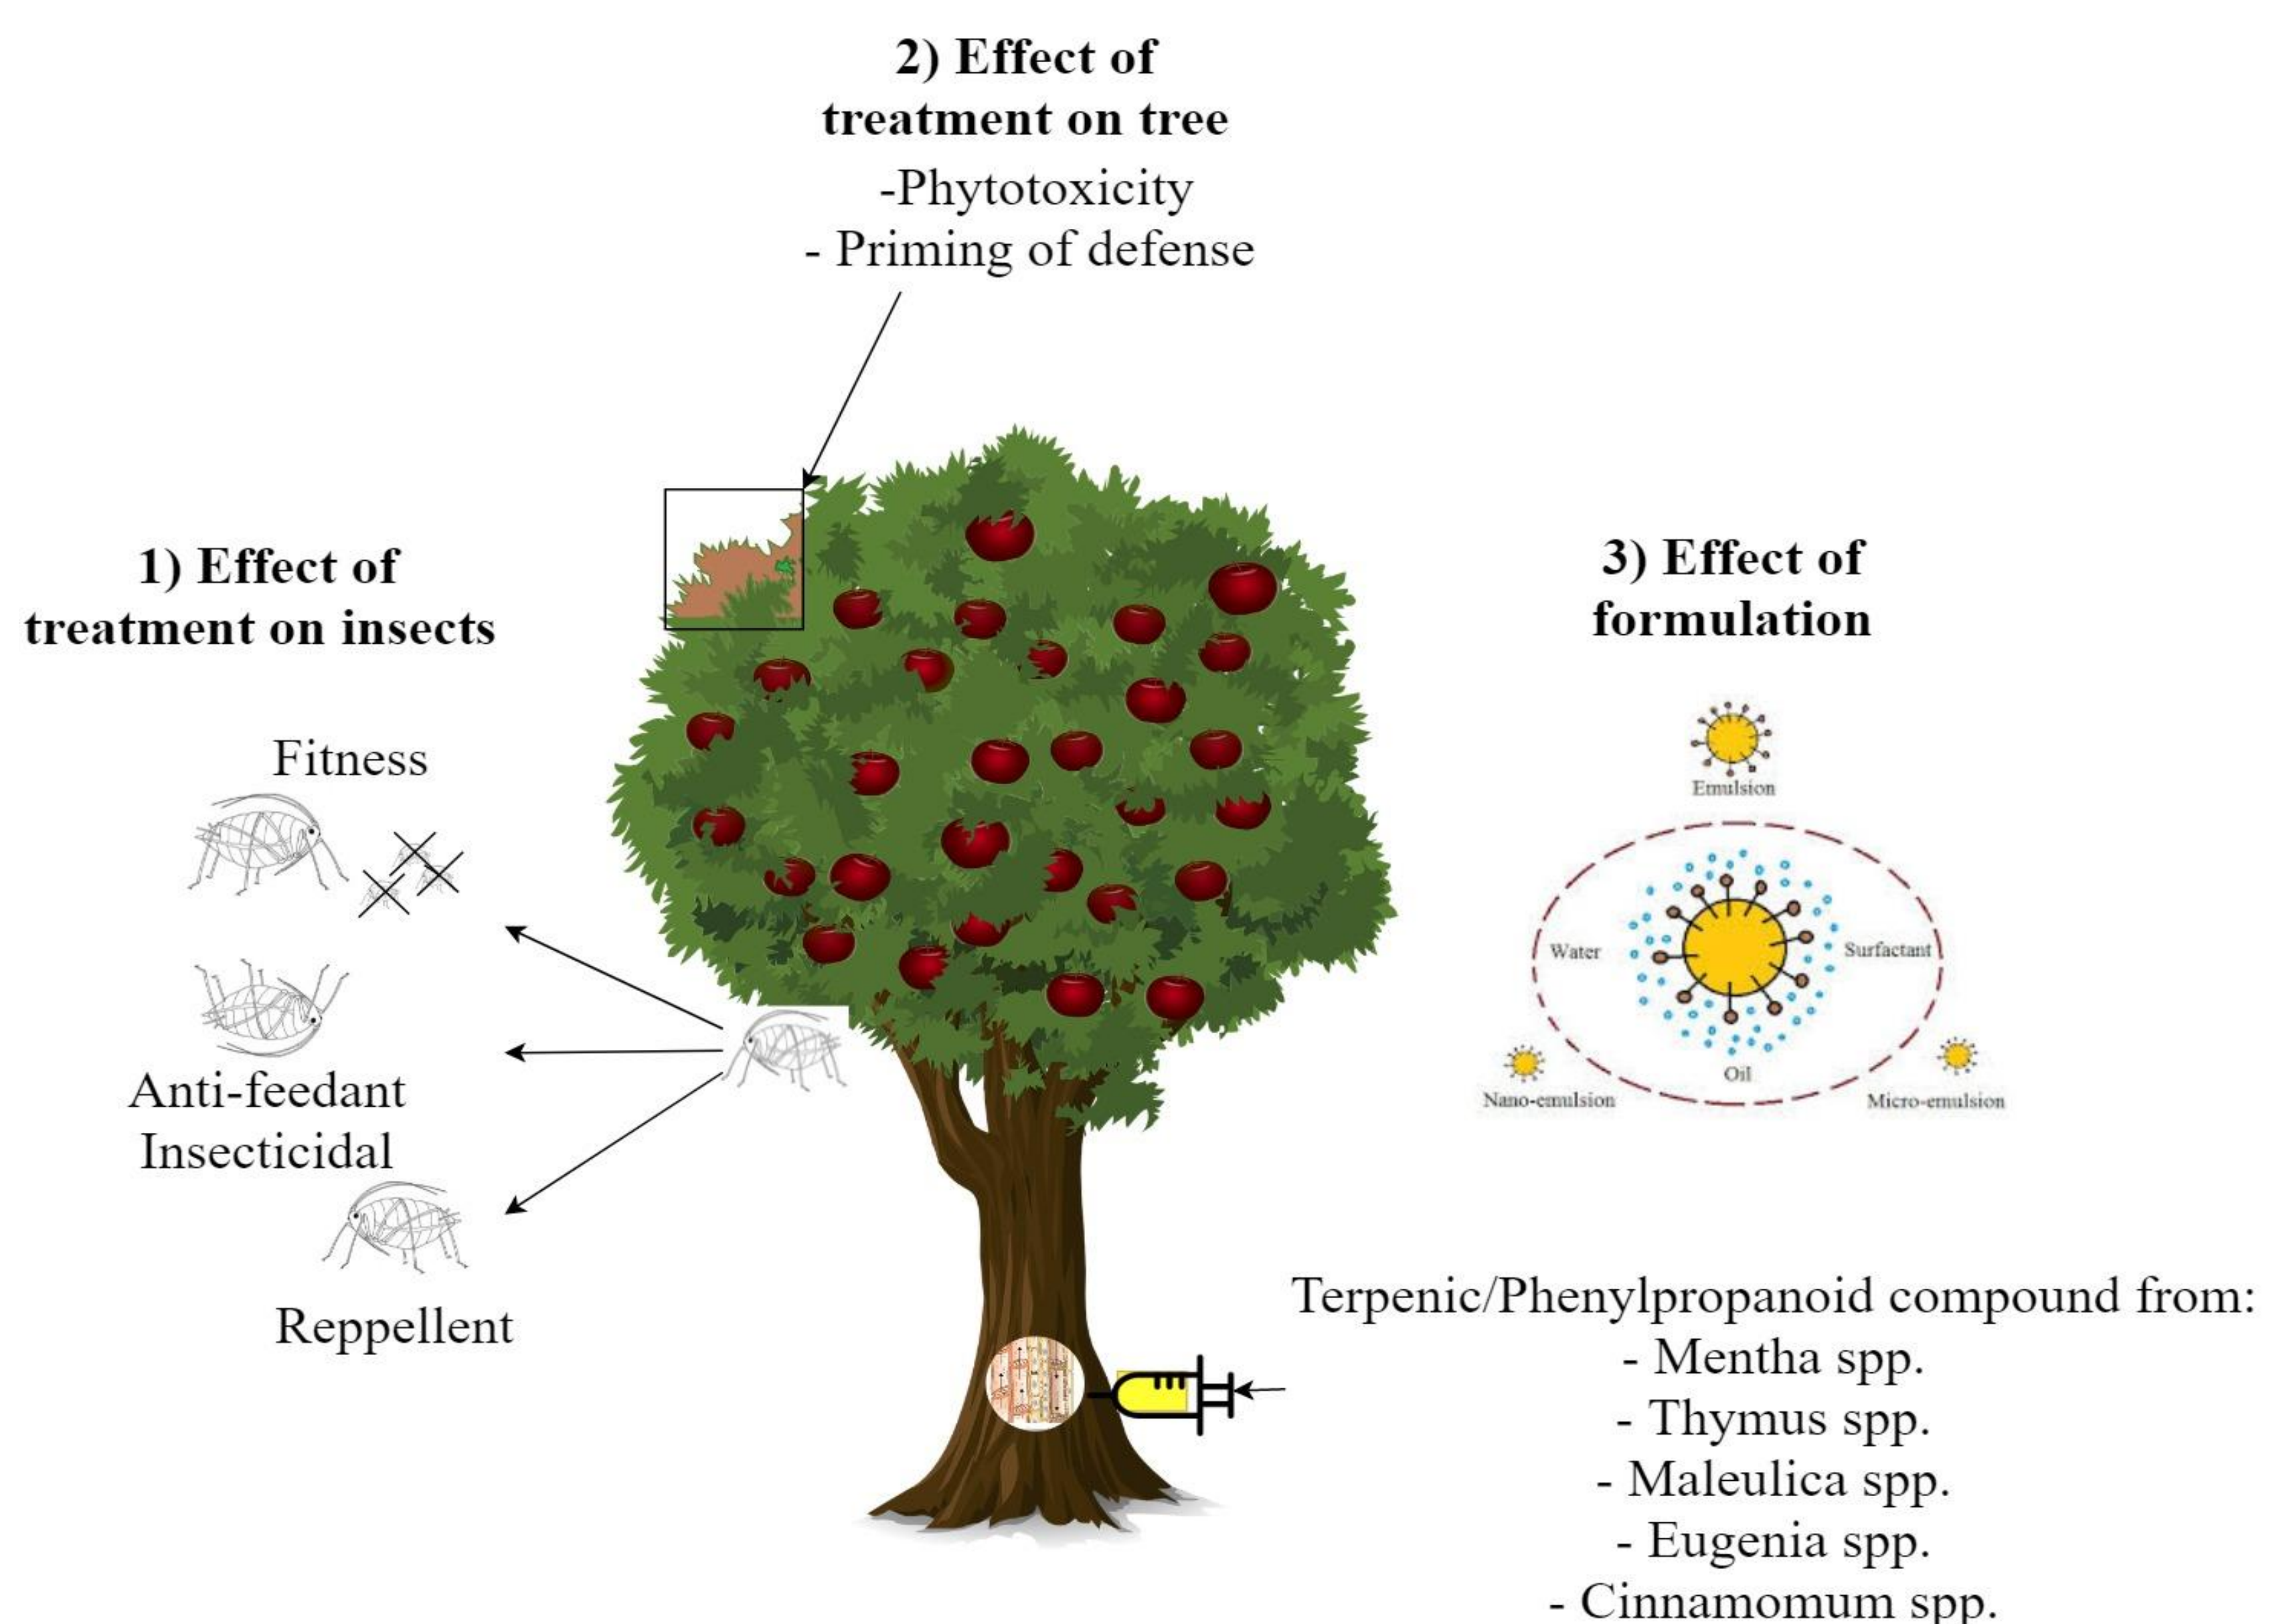 2) Effect of
treatment on tree
-Phytotoxicity
- Priming of defense
1) Effect of
treatment on insects
Fitness
Anti-feedant
Insecticidal
Reppellent
3) Effect of
formulation
Emulsion
Water
Surfactant
Oil
Nano-emulsion
Micro-emulsion
Terpenic/Phenylpropanoid compound from:
- Mentha spp.
- Thymus spp.
- Maleulica spp.
- Eugenia spp.
- Cinnamomum spp.